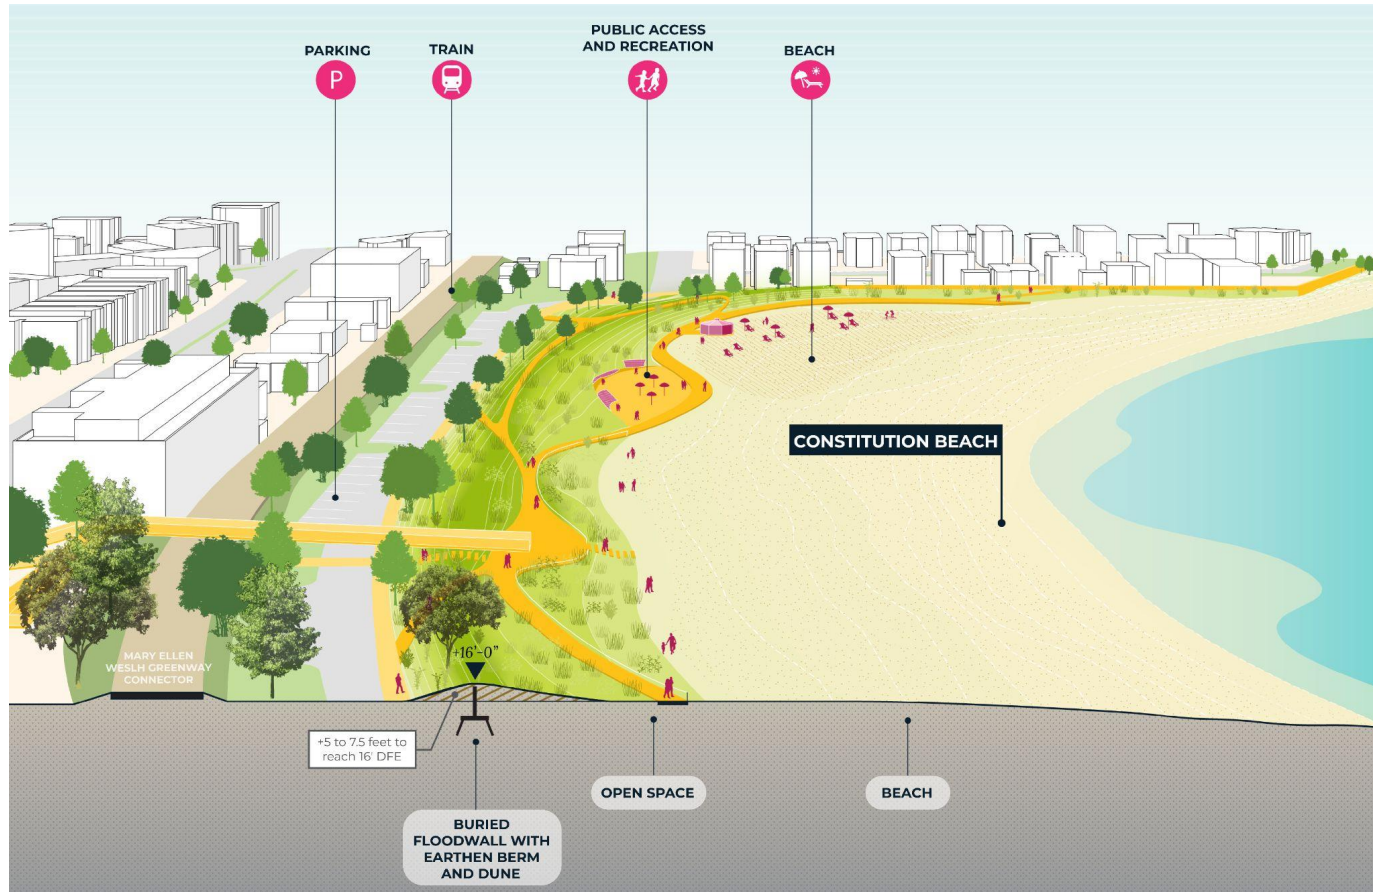 PARKING
P
TRAIN
PUBLIC ACCESS
AND RECREATION
BEACH
CONSTITUTION BEACH
MARY ELLEN
WESLH GREENWAY
CONNECTOR
+16'-0"
+5 to 7.5 feet to
reach 16' DFE
OPEN SPACE
BEACH
BURIED
FLOODWALL WITH
EARTHEN BERM
AND DUNE